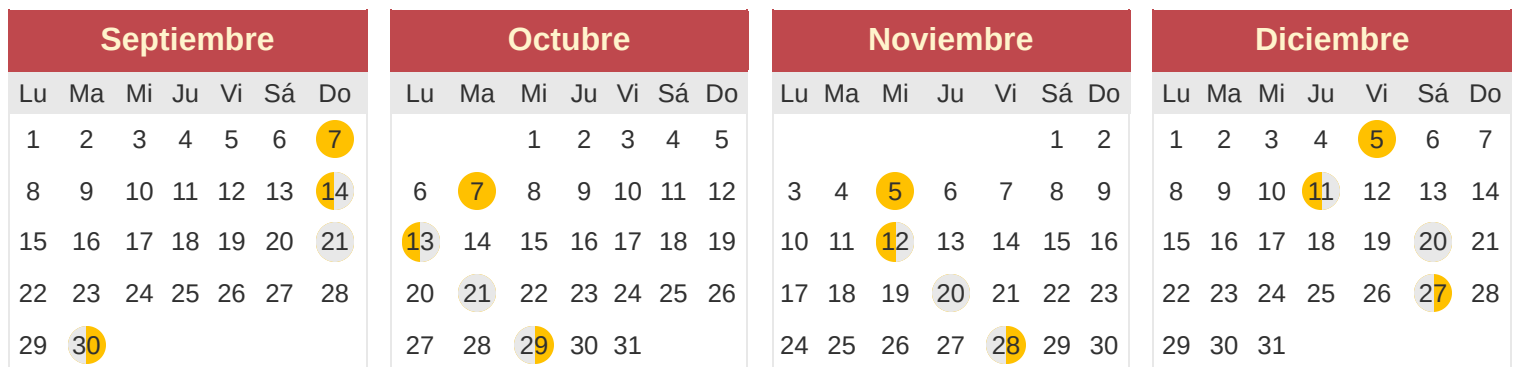 Septiembre
Lu Ma Mi Ju Vi Sá Do
1 2 3 4 5 6 7
8 9 10 11 12 13 14
15 16 17 18 19 20 21
22 23 24 25 26 27 28
29 30
Octubre
Lu Ma Mi Ju Vi Sá Do
1 2 3 4 5
6 7 8 9 10 11 12
13 14 15 16 17 18 19
20 21 22 23 24 25 26
27 28 29 30 31
Noviembre
Lu Ma Mi Ju Vi Sá Do
1 2
3 4 5 6 7 8 9
10 11 12 13 14 15 16
17 18 19 20 21 22 23
24 25 26 27 28 29 30
Diciembre
Lu Ma Mi Ju Vi Sá Do
1 2 3 4 5 6 7
8 9 10 11 12 13 14
15 16 17 18 19 20 21
22 23 24 25 26 27 28
29 30 31